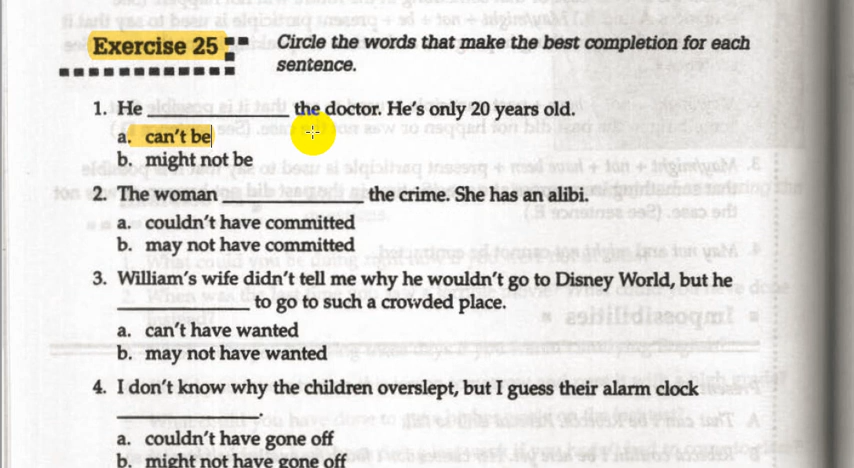 Exercise 25
Circle the words that make the best completion for each
sentence.
1. He ____________ the doctor. He's only 20 years old.
a. can't be
b. might not be
2. The woman ____________ the crime. She has an alibi.
a. couldn't have committed
b. may not have committed
3. William's wife didn't tell me why he wouldn't go to Disney World, but he
____________ to go to such a crowded place.
a. can't have wanted
b. may not have wanted
4. I don't know why the children overslept, but I guess their alarm clock
____________.
a. couldn't have gone off
b. might not have gone off